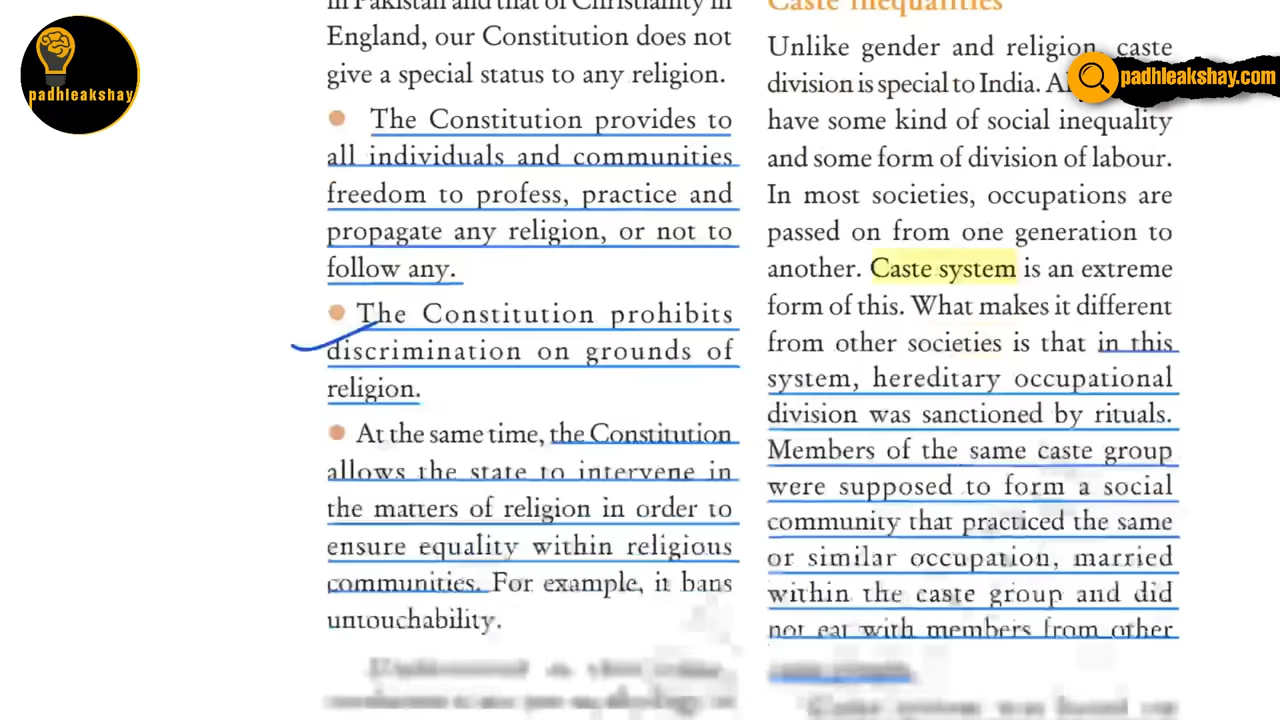 padhleakshay
in Pakistan and that of Christianity in
England, our Constitution does not
give a special status to any religion.
The Constitution provides to
all individuals and communities
freedom to profess, practice and
propagate any religion, or not to
follow any.
The Constitution prohibits
discrimination on grounds of
religion.
At the same time, the Constitution
allows the state to intervene in
the matters of religion in order to
ensure equality within religious
communities. For example, it bans
untouchability.
Caste inequalities
Unlike gender and religion, caste
division is special to India.
have some kind of social inequality
and some form of division of labour.
In most societies, occupations are
passed on from one generation to
another. Caste system is an extreme
form of this. What makes it different
from other societies is that in this
system, hereditary occupational
division was sanctioned by rituals.
Members of the same caste group
were supposed to form a social
community that practiced the same
or similar occupation, married
within the caste group and did
not eat with members from other
Caste system was based on
padhleakshay.com